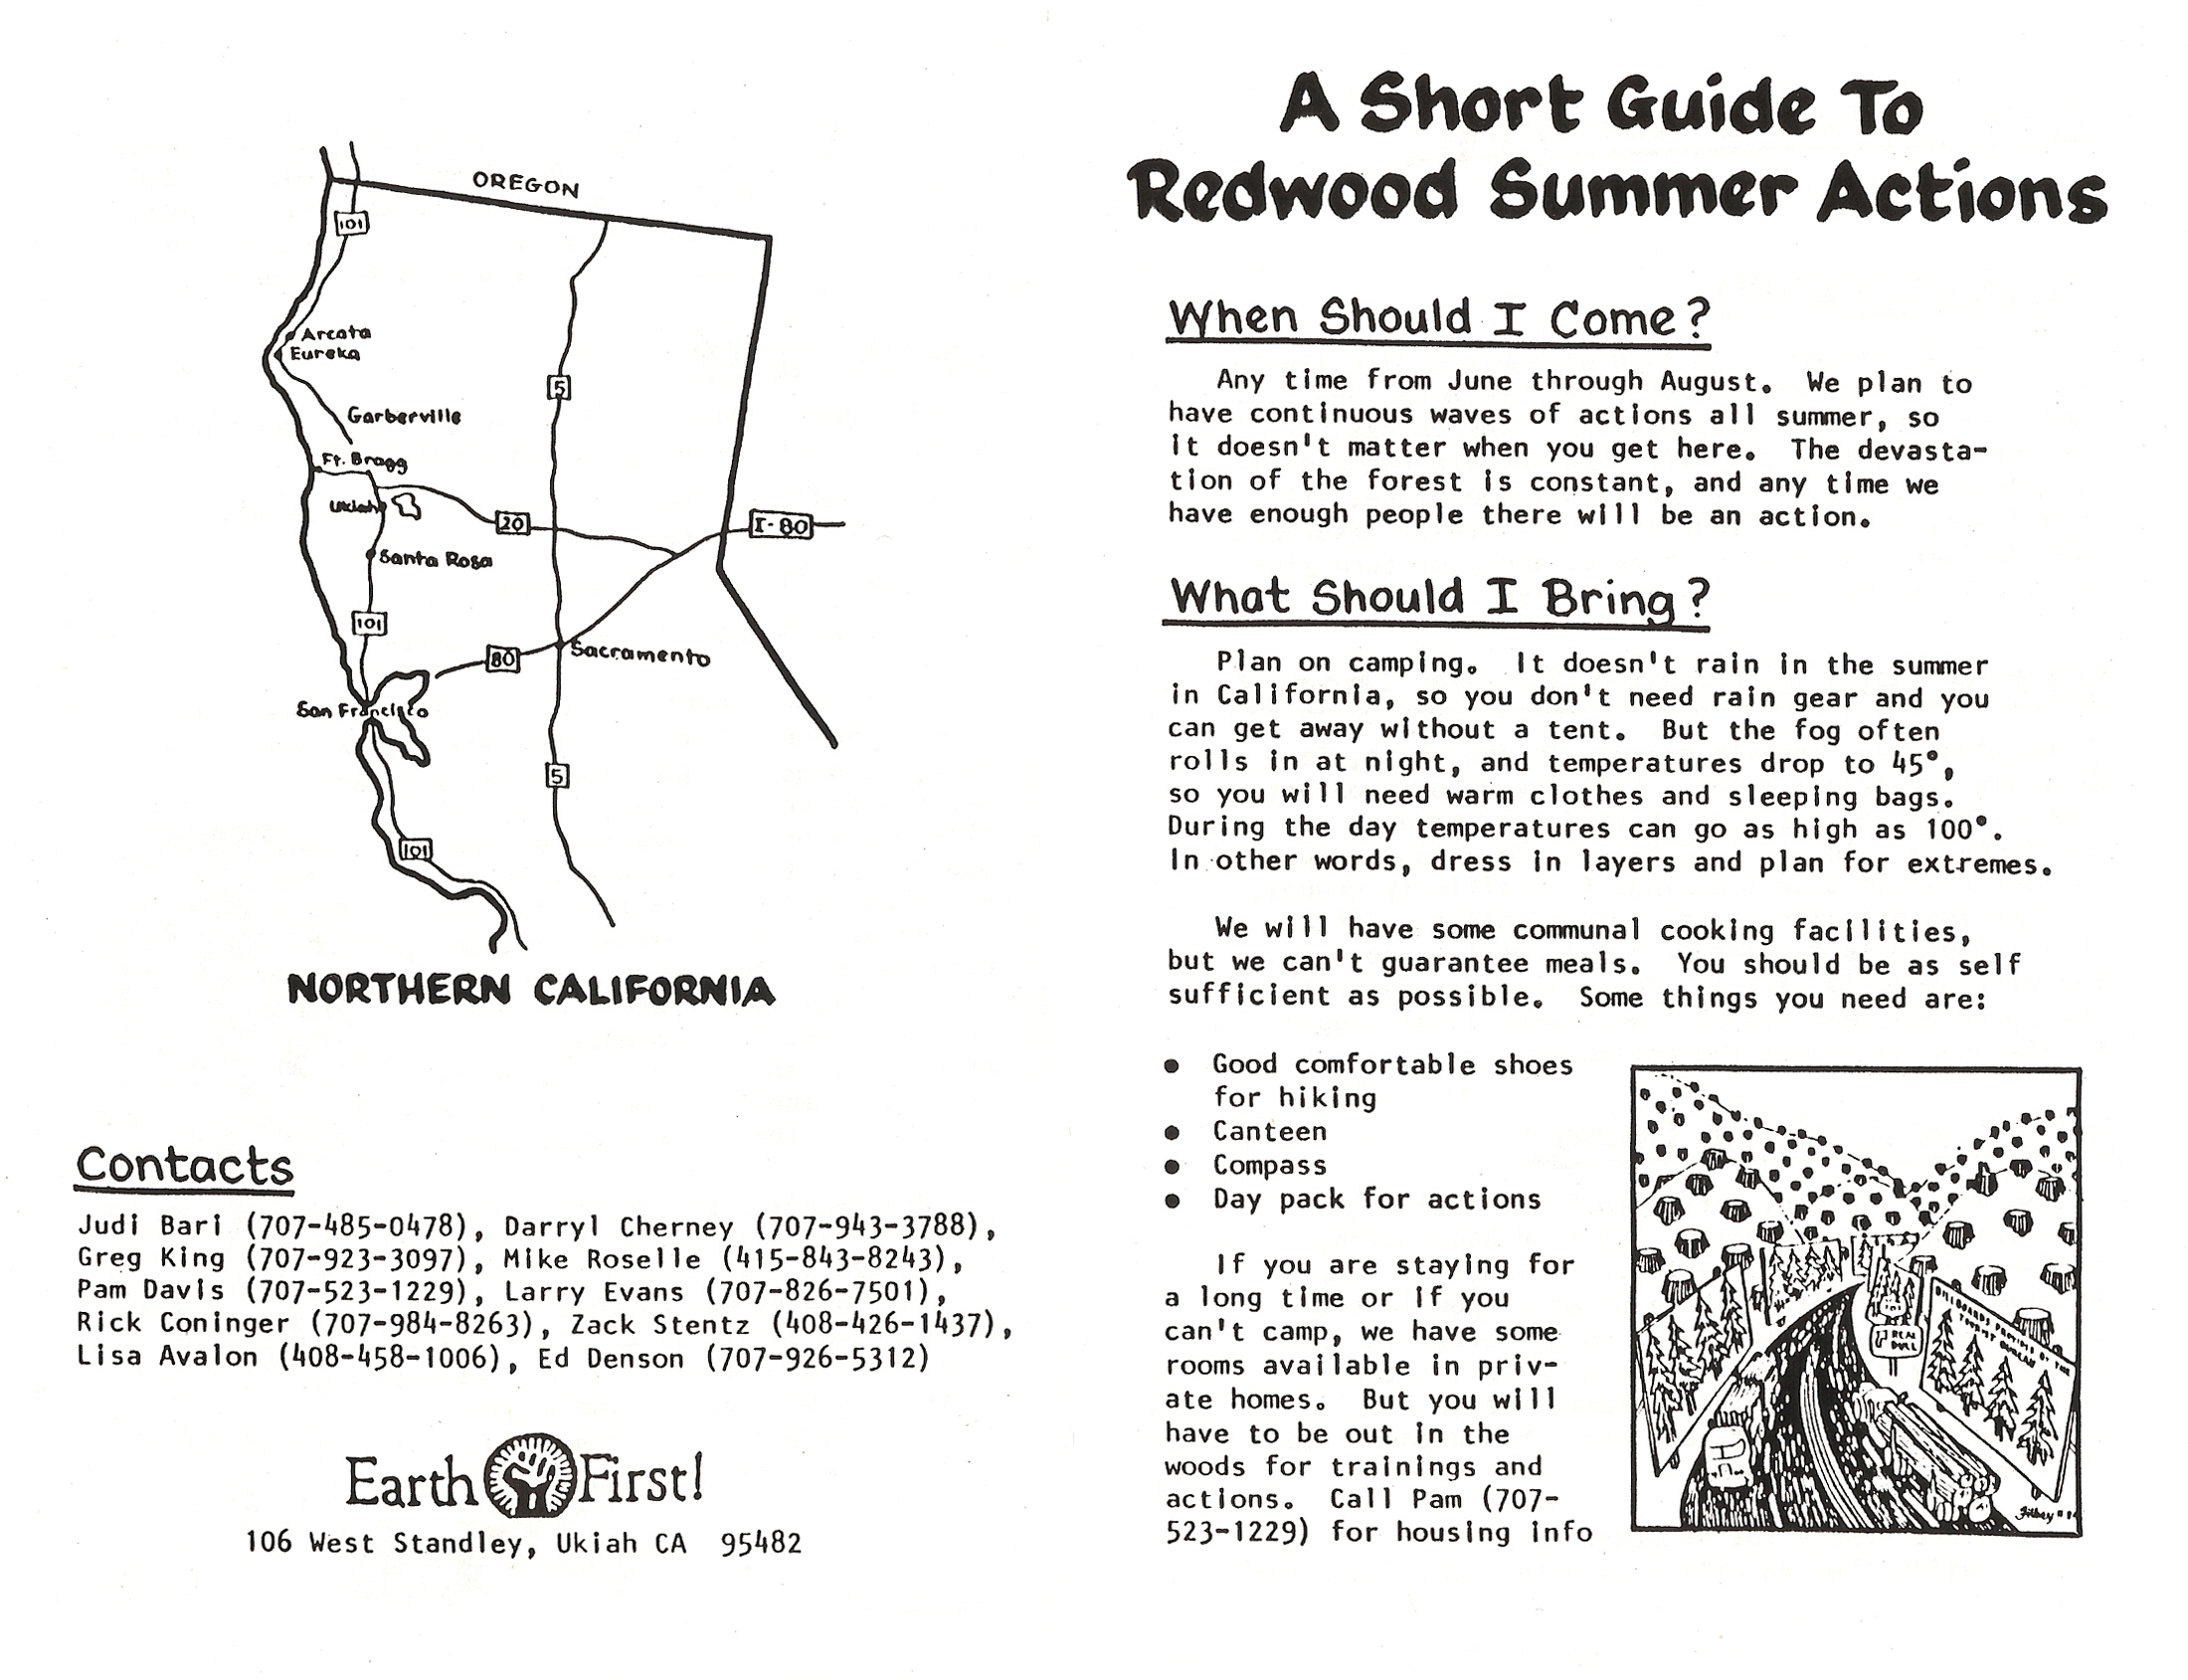 OREGON
101
Arcata
Eureka
5
Garberville
Ft. Bragg
Ukiah
20
I-80
Santa Rosa
101
80
Sacramento
San Francisco
5
101
NORTHERN CALIFORNIA
Contacts
Judi Bari (707-485-0478), Darryl Cherney (707-943-3788),
Greg King (707-923-3097), Mike Roselle (415-843-8243),
Pam Davis (707-523-1229), Larry Evans (707-826-7501),
Rick Coninger (707-984-8263), Zack Stentz (408-426-1437),
Lisa Avalon (408-458-1006), Ed Denson (707-926-5312)
Earth First!
106 West Standley, Ukiah CA 95482
A Short Guide To
Redwood Summer Actions
When Should I Come?
Any time from June through August. We plan to
have continuous waves of actions all summer, so
it doesn't matter when you get here. The devasta-
tion of the forest is constant, and any time we
have enough people there will be an action.
What Should I Bring?
Plan on camping. It doesn't rain in the summer
in California, so you don't need rain gear and you
can get away without a tent. But the fog often
rolls in at night, and temperatures drop to 45°,
so you will need warm clothes and sleeping bags.
During the day temperatures can go as high as 100°.
In other words, dress in layers and plan for extremes.
We will have some communal cooking facilities,
but we can't guarantee meals. You should be as self
sufficient as possible. Some things you need are:
● Good comfortable shoes
for hiking
● Canteen
● Compass
● Day pack for actions
If you are staying for
a long time or if you
can't camp, we have some
rooms available in priv-
ate homes. But you will
have to be out in the
woods for trainings and
actions. Call Pam (707-
523-1229) for housing info
BILLBOARDS PROVIDED BY THE
TOURIST BUREAU
REAL